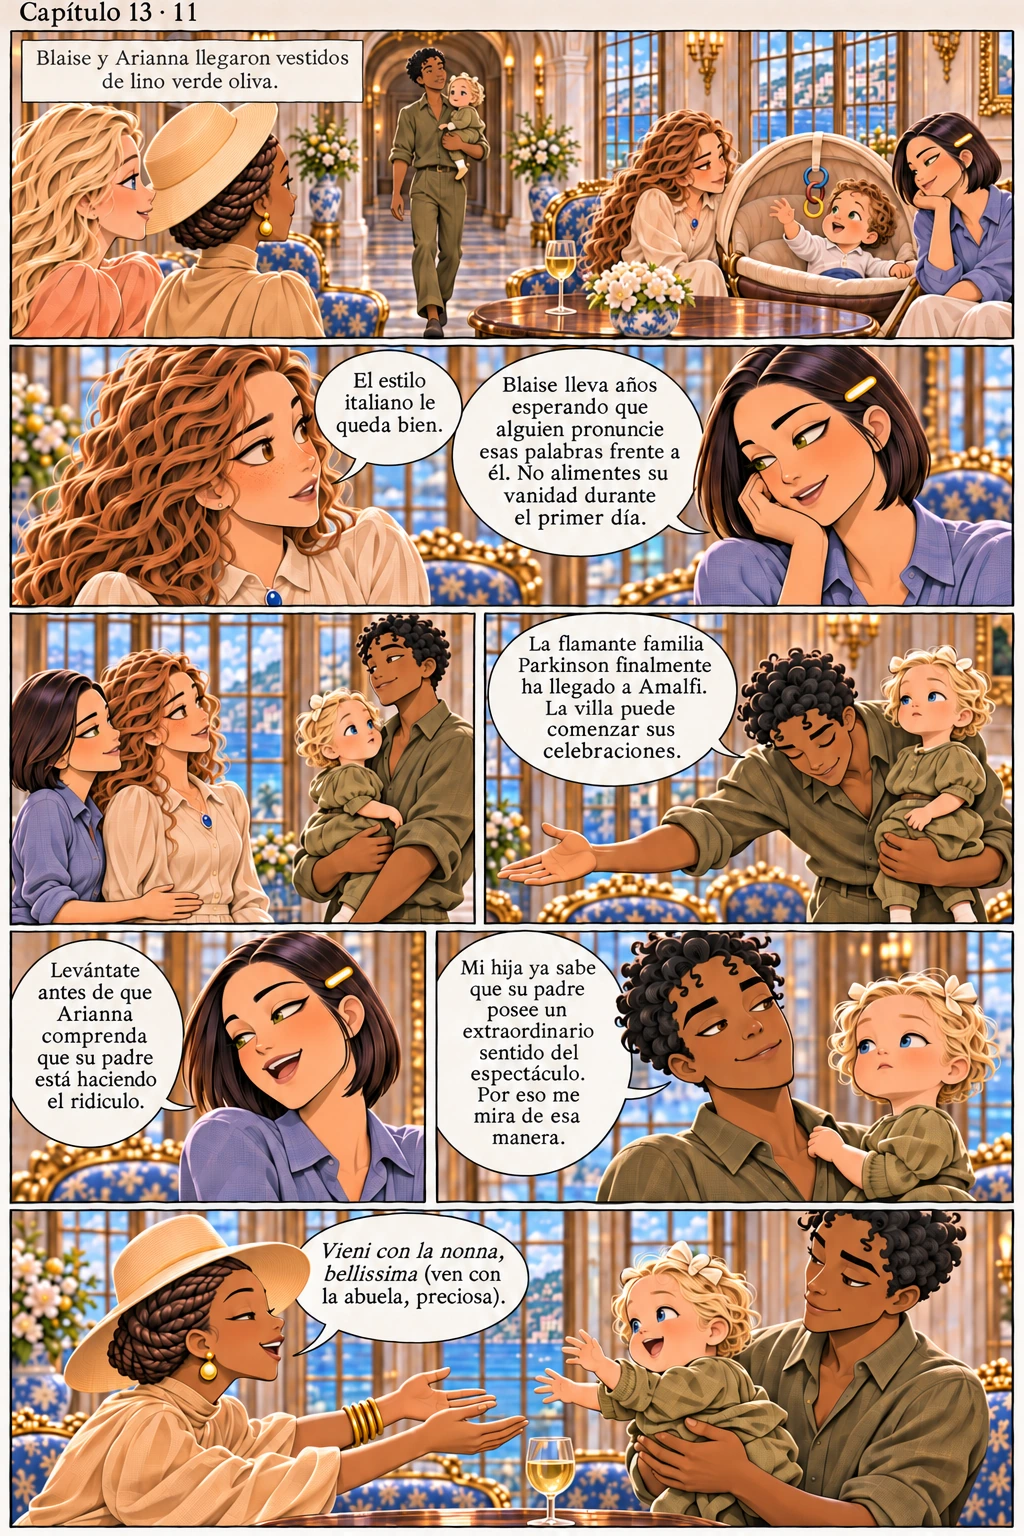 Capítulo 13 · 11
Blaise y Arianna llegaron vestidos
de lino verde oliva.
El estilo
italiano le
queda bien.
Blaise lleva años
esperando que
alguien pronuncie
esas palabras frente a
él. No alimentes su
vanidad durante
el primer día.
La flamante familia
Parkinson finalmente
ha llegado a Amalfi.
La villa puede
comenzar sus
celebraciones.
Levántate
antes de que
Arianna
comprenda
que su padre
está haciendo
el ridículo.
Mi hija ya sabe
que su padre
posee un
extraordinario
sentido del
espectáculo.
Por eso me
mira de esa
manera.
Vieni con la nonna,
bellissima (ven con
la abuela, preciosa).